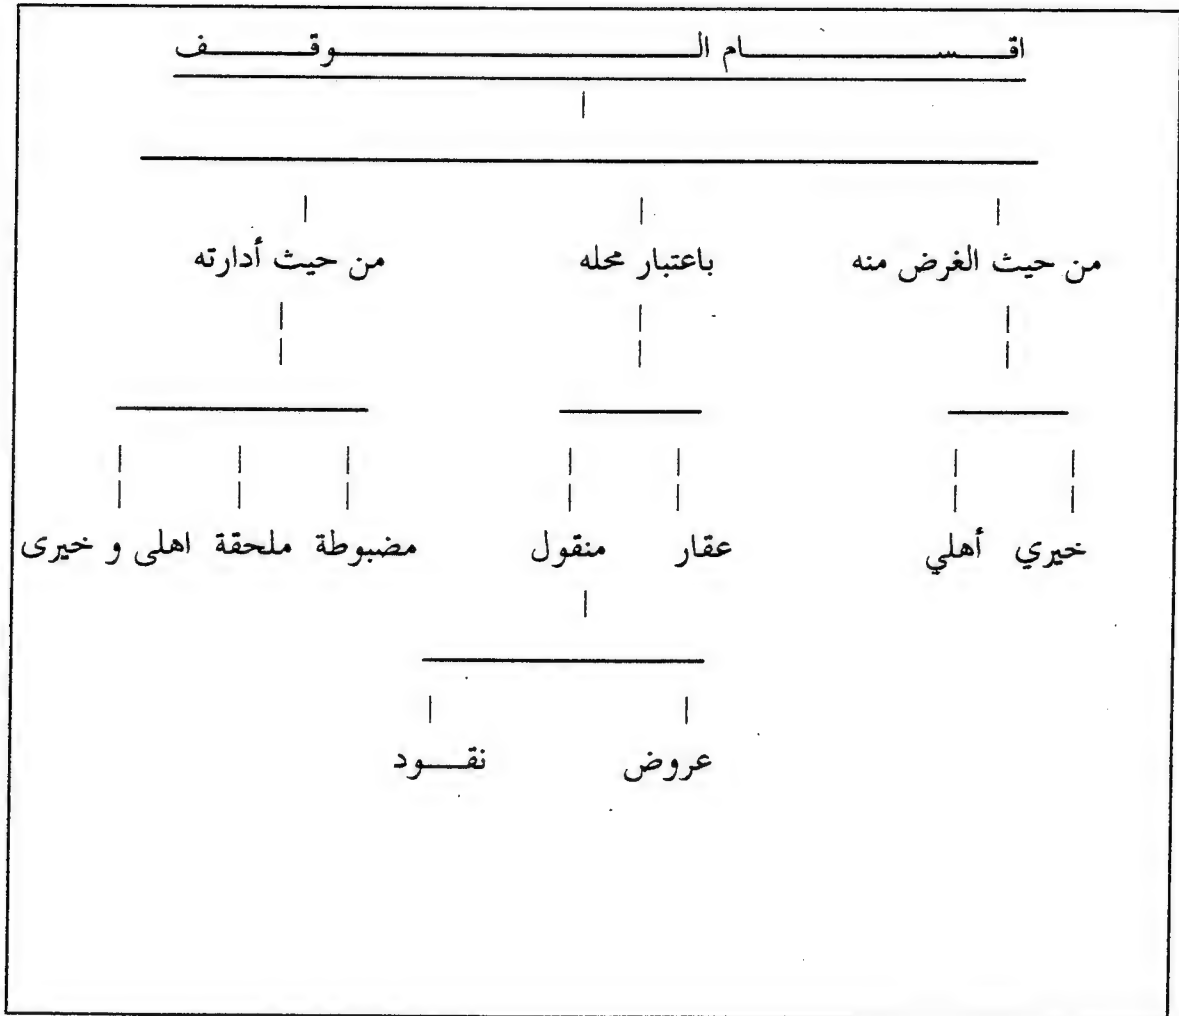 اقسام الوقف
من حيث الغرض منه باعتبار محله من حيث أدارته
خيري أهلي عقار منقول مضبوطة ملحقة اهلى و خيرى
عروض نقود